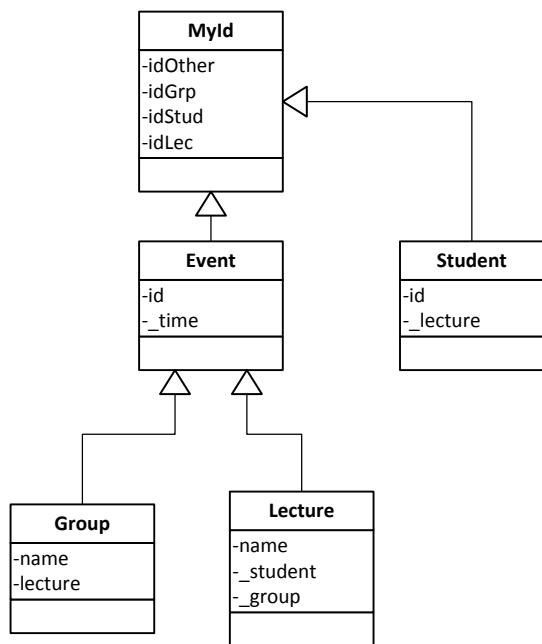 MyId
-idOther
-idGrp
-idStud
-idLec
Event
-id
-_time
Student
-id
-_lecture
Group
-name
-lecture
Lecture
-name
-_student
-_group